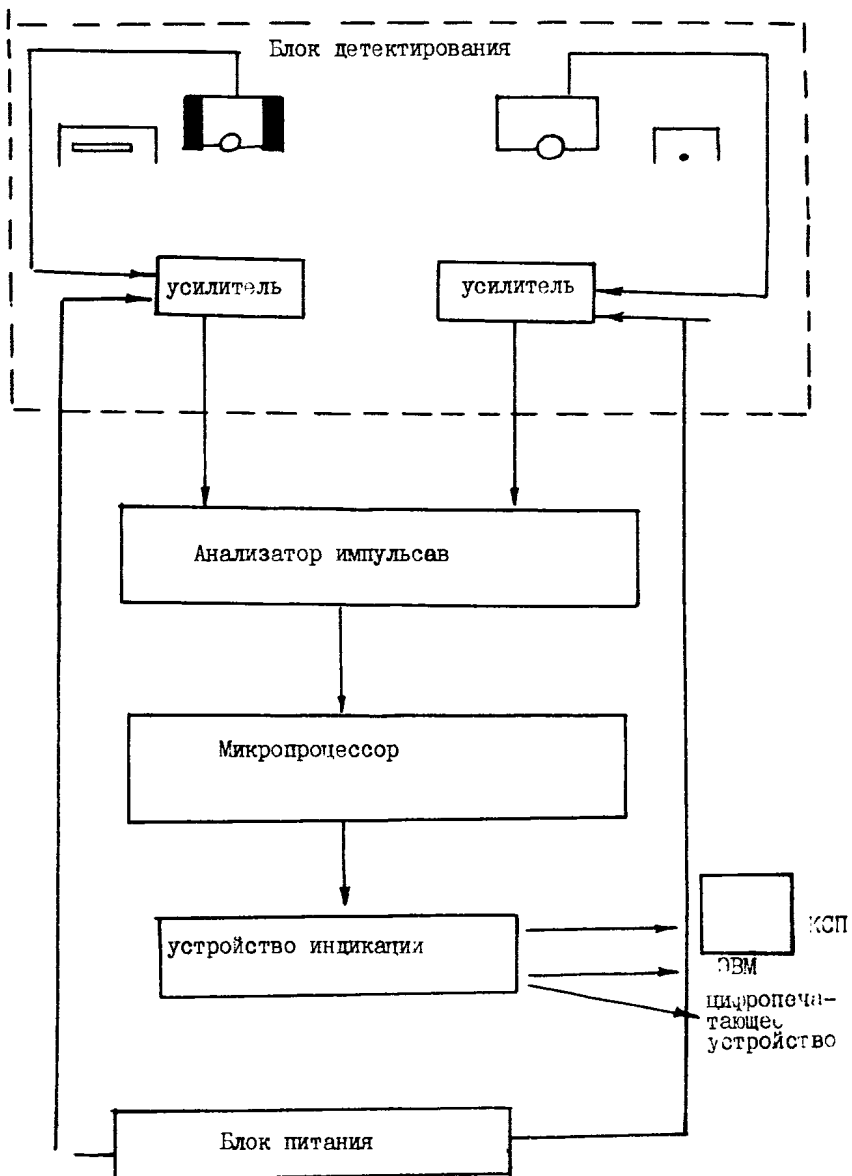 Блок детектирования
усилитель
усилитель
Анализатор импульсав
Микропроцессор
устройство индикации
КСП
ЭВМ
цифропеча-
тающее
устройство
Блок питания